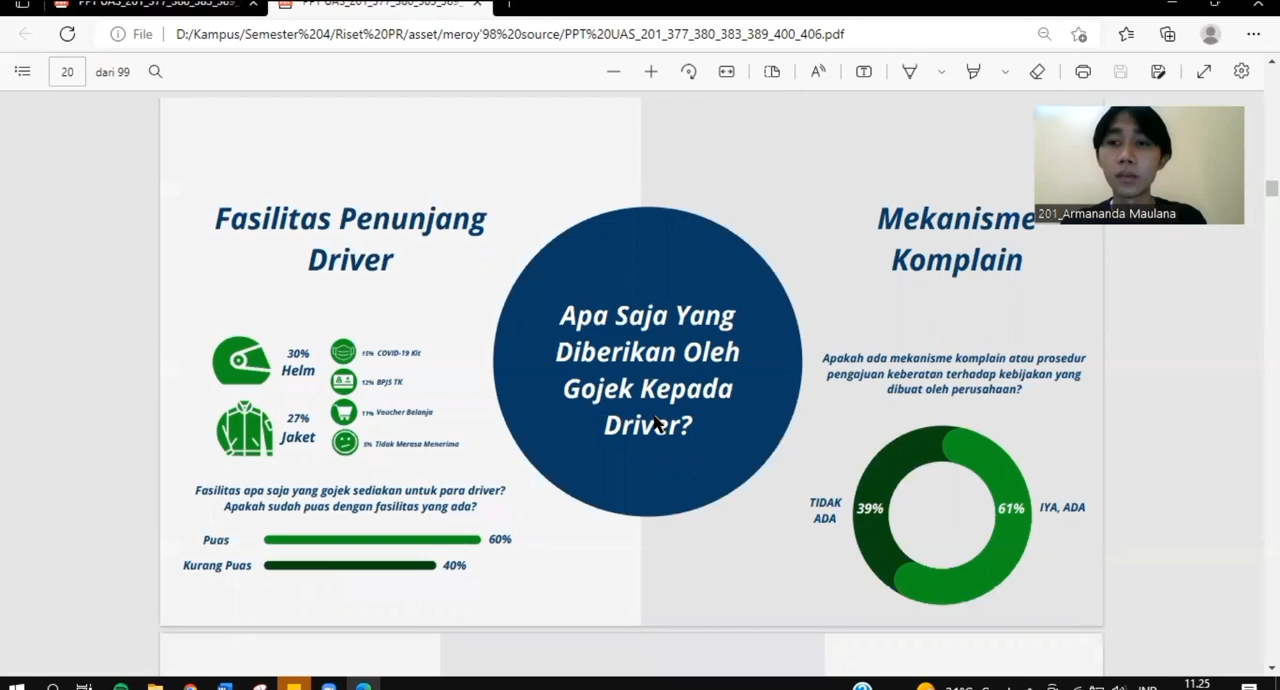 File
D:/Kampus/Semester%204/Riset%20PR/asset/meroy'98%20source/PPT%20UAS_201_377_380_383_389_400_406.pdf
20 dari 99
Fasilitas Penunjang
Driver
30%
Helm
27%
Jaket
15% COVID-19 Kit
12% BPJS TK
11% Voucher Belanja
5% Tidak Merasa Menerima
Fasilitas apa saja yang gojek sediakan untuk para driver?
Apakah sudah puas dengan fasilitas yang ada?
Puas 60%
Kurang Puas 40%
Apa Saja Yang
Diberikan Oleh
Gojek Kepada
Driver?
Mekanisme
Komplain
Apakah ada mekanisme komplain atau prosedur
pengajuan keberatan terhadap kebijakan yang
dibuat oleh perusahaan?
TIDAK
ADA
39%
61%
IYA, ADA
201_Armananda Maulana
11.25